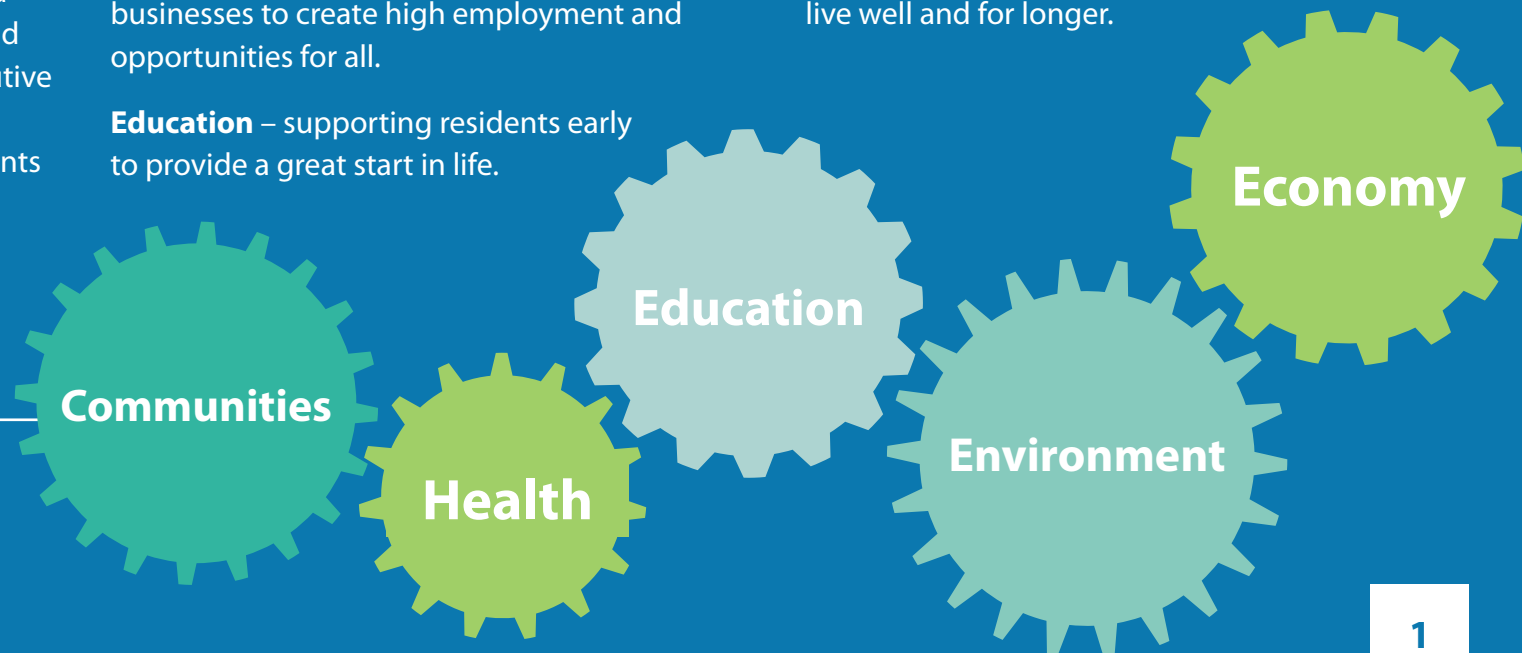 businesses to create high employment and
opportunities for all.
Education – supporting residents early
to provide a great start in life.
live well and for longer.
Economy
Education
Communities
Environment
Health
1